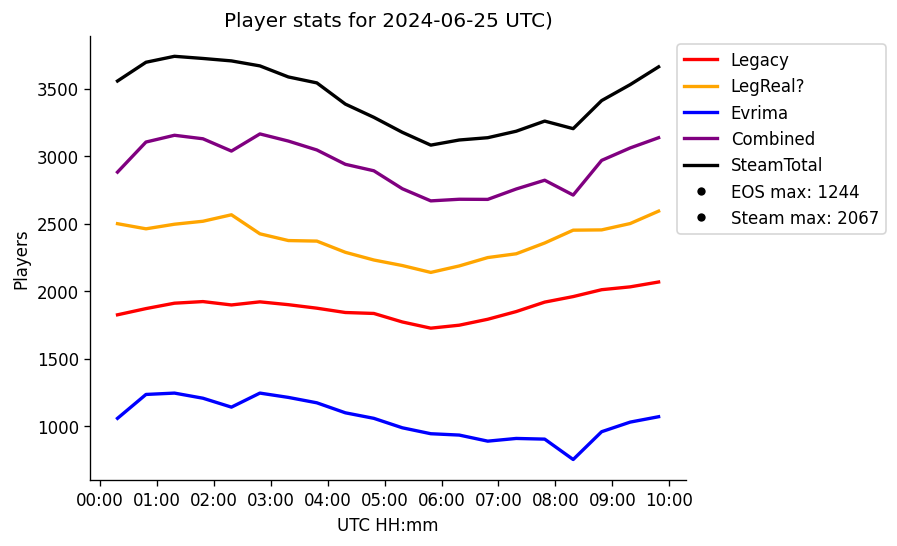 Player stats for 2024-06-25 UTC)
Legacy
LegReal?
Evrima
Combined
SteamTotal
EOS max: 1244
Steam max: 2067
Players
3500
3000
2500
2000
1500
1000
00:00 01:00 02:00 03:00 04:00 05:00 06:00 07:00 08:00 09:00 10:00
UTC HH:mm